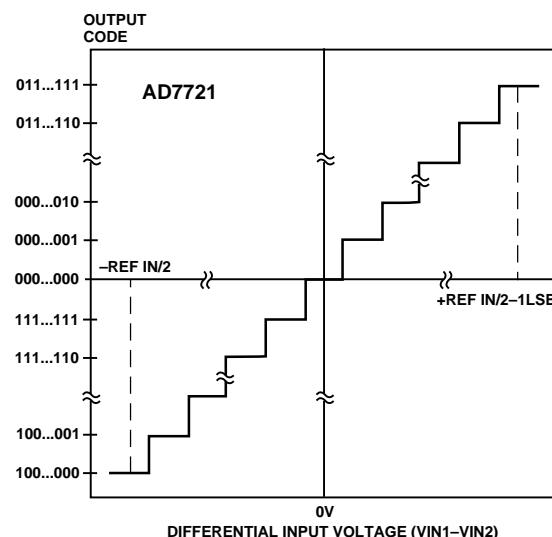 OUTPUT
CODE
AD7721
011...111
011...110
000...010
000...001
000...000
–REF IN/2
+REF IN/2–1LSB
111...111
111...110
100...001
100...000
0V
DIFFERENTIAL INPUT VOLTAGE (VIN1–VIN2)